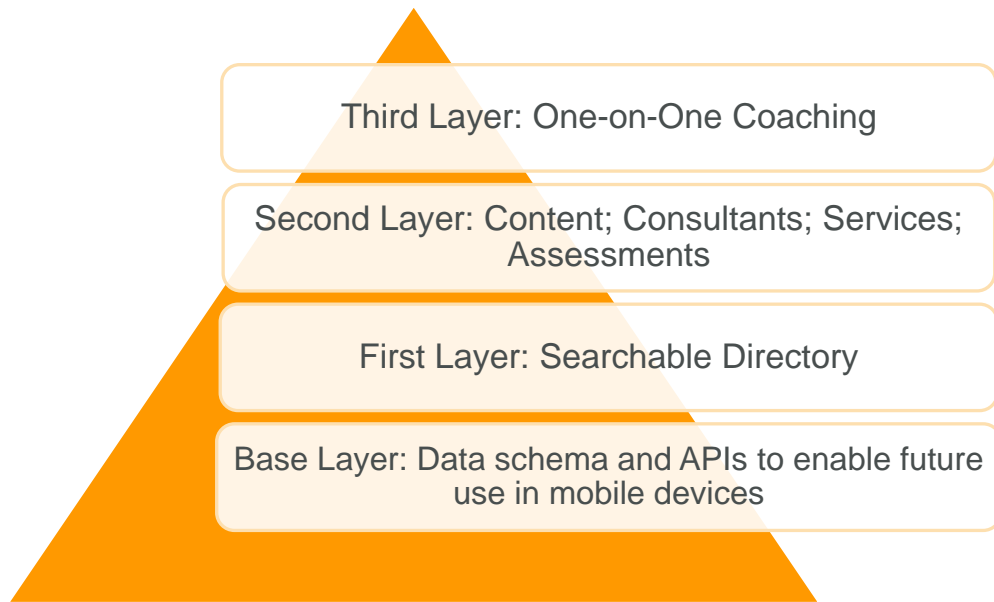 Third Layer: One-on-One Coaching
Second Layer: Content; Consultants; Services;
Assessments
First Layer: Searchable Directory
Base Layer: Data schema and APIs to enable future
use in mobile devices